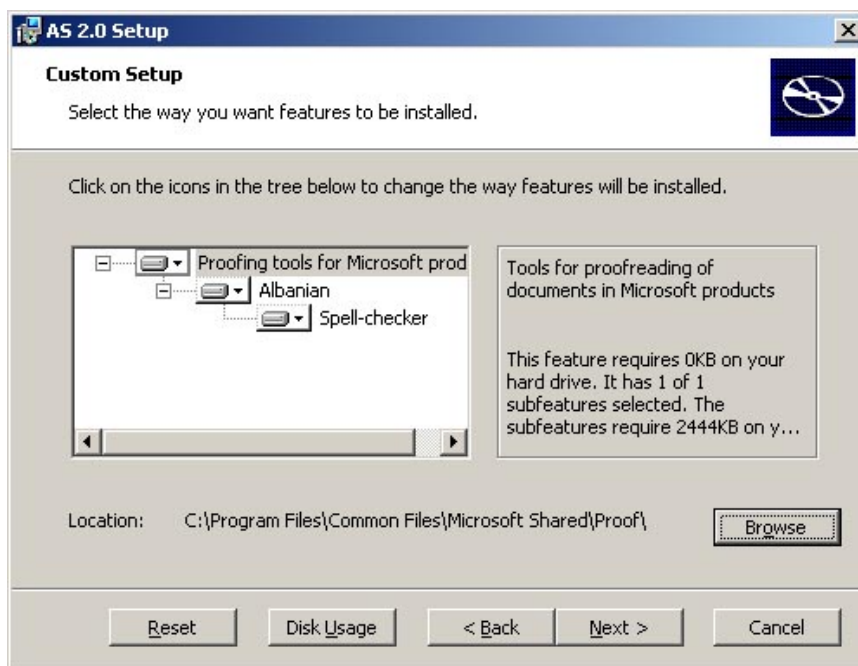 AS 2.0 Setup
Custom Setup
Select the way you want features to be installed.
Click on the icons in the tree below to change the way features will be installed.
Proofing tools for Microsoft prod
Albanian
Spell-checker
Tools for proofreading of
documents in Microsoft products
This feature requires 0KB on your
hard drive. It has 1 of 1
subfeatures selected. The
subfeatures require 2444KB on y...
Location: C:\Program Files\Common Files\Microsoft Shared\Proof\
Browse
Reset Disk Usage < Back Next > Cancel